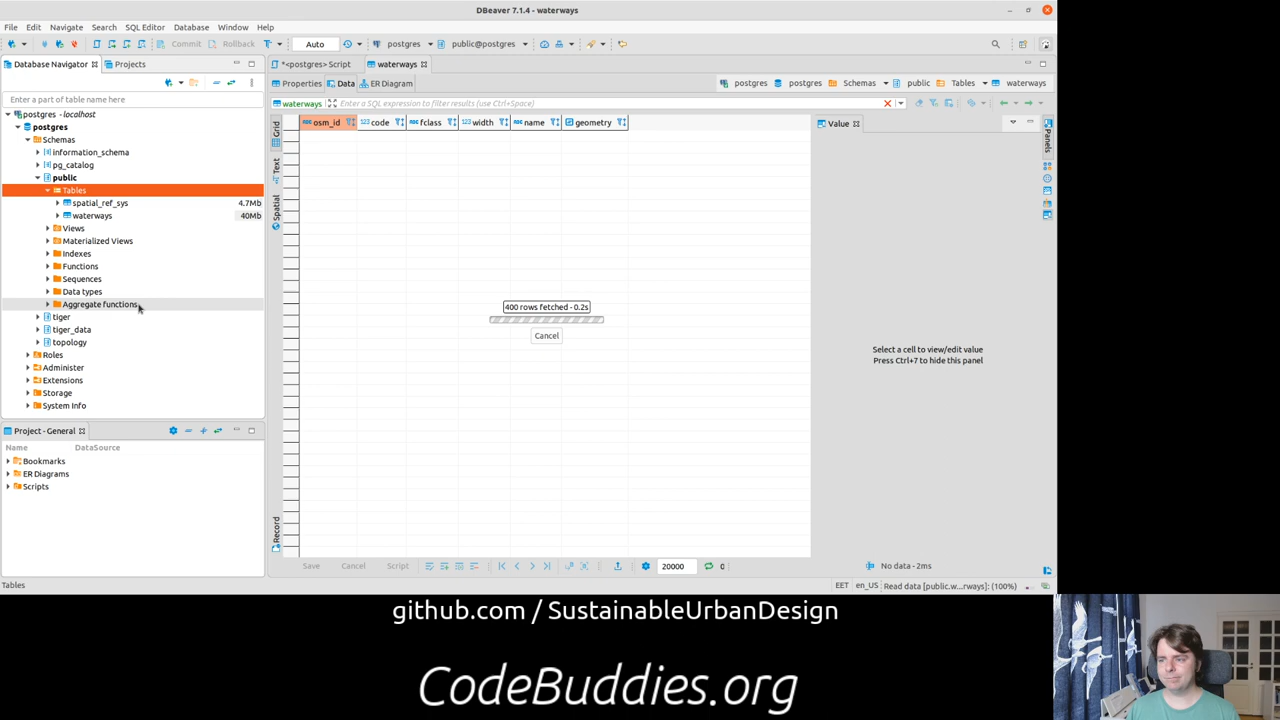 DBeaver 7.1.4 - waterways
File Edit Navigate Search SQL Editor Database Window Help
Commit Rollback T Auto postgres public@postgres
Database Navigator Projects
*<postgres> Script waterways
Properties Data ER Diagram
postgres postgres Schemas public Tables waterways
Enter a part of table name here
waterways Enter a SQL expression to filter results (use Ctrl+Space)
postgres - localhost
postgres
Schemas
information_schema
pg_catalog
public
Tables
spatial_ref_sys 4.7Mb
waterways 40Mb
Views
Materialized Views
Indexes
Functions
Sequences
Data types
Aggregate functions
tiger
tiger_data
topology
Roles
Administer
Extensions
Storage
System Info
Grid
Text
Spatial
Record
ABC osm_id 123 code ABC fclass 123 width ABC name geometry
400 rows fetched - 0.2s
Cancel
Value
Panels
Select a cell to view/edit value
Press Ctrl+7 to hide this panel
Project - General
Name DataSource
Bookmarks
ER Diagrams
Scripts
Save Cancel Script 20000 0
No data - 2ms
Tables
EET en_US Read data [public.w...rways]: (100%)
github.com / SustainableUrbanDesign
CodeBuddies.org